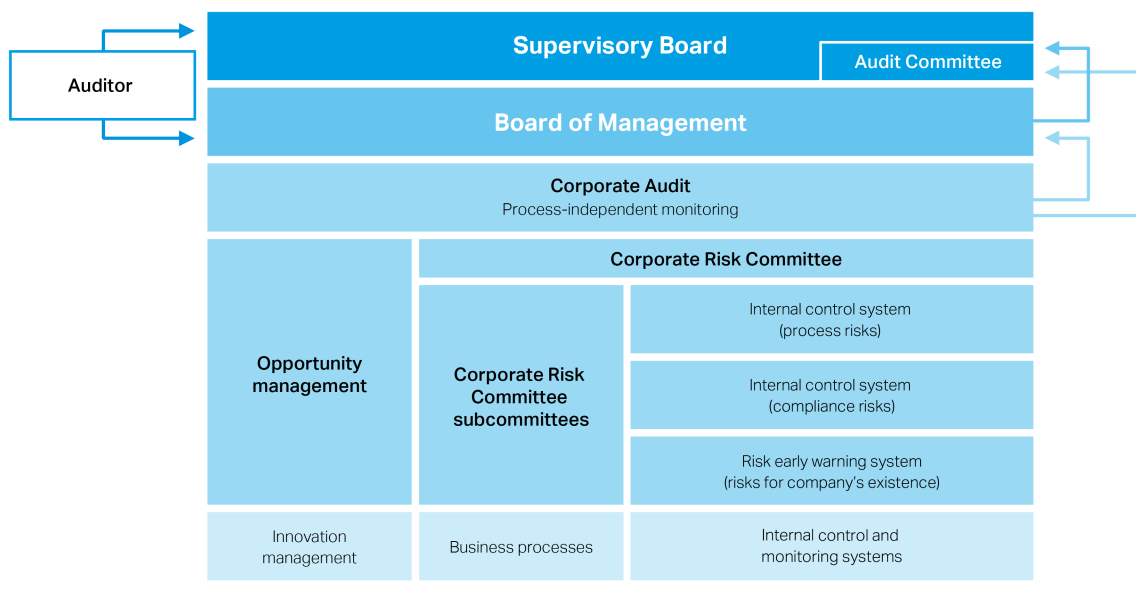 Supervisory Board
Audit Committee
Auditor
Board of Management
Corporate Audit
Process-independent monitoring
Corporate Risk Committee
Opportunity
management
Corporate Risk
Committee
subcommittees
Internal control system
(process risks)
Internal control system
(compliance risks)
Risk early warning system
(risks for company’s existence)
Innovation
management
Business processes
Internal control and
monitoring systems